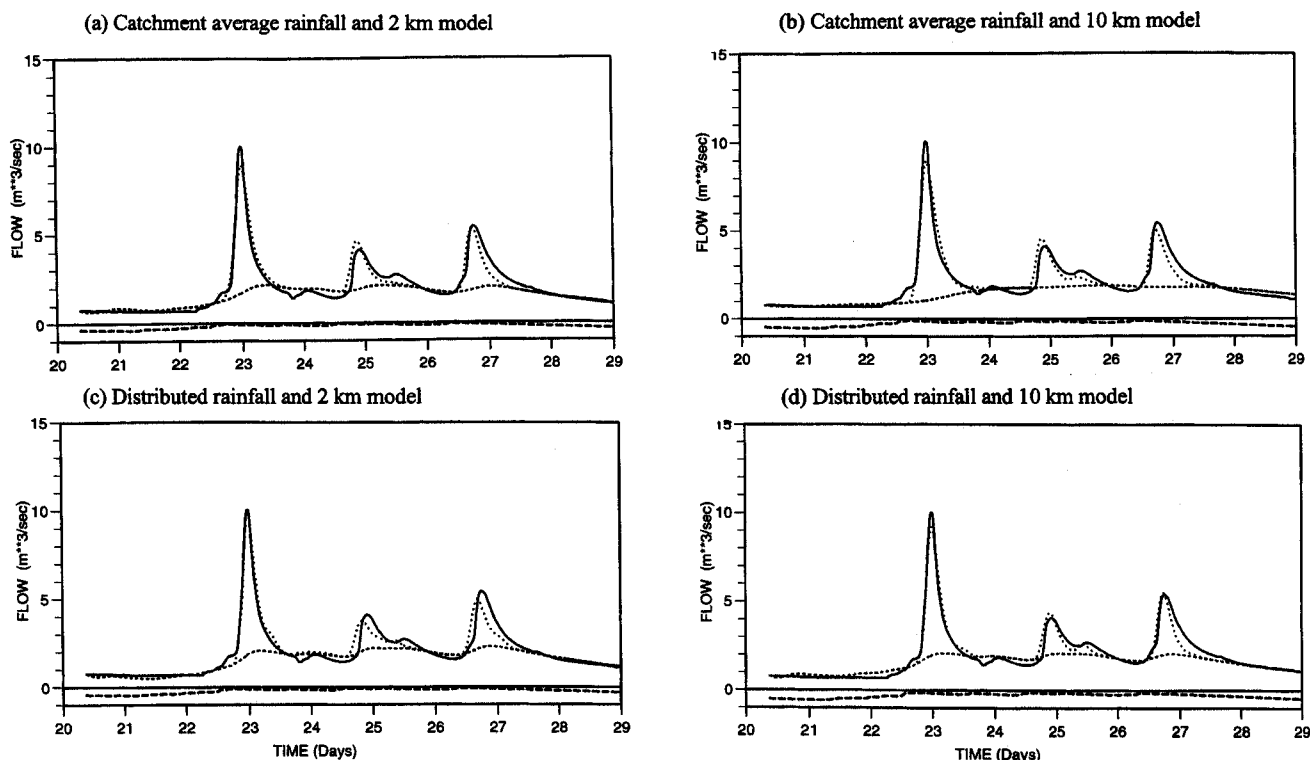 (a) Catchment average rainfall and 2 km model
15
10
5
0
FLOW (m**3/sec)
20 21 22 23 24 25 26 27 28 29
(b) Catchment average rainfall and 10 km model
15
10
5
0
FLOW (m**3/sec)
20 21 22 23 24 25 26 27 28 29
(c) Distributed rainfall and 2 km model
15
10
5
0
FLOW (m**3/sec)
20 21 22 23 24 25 26 27 28 29
TIME (Days)
(d) Distributed rainfall and 10 km model
15
10
5
0
FLOW (m**3/sec)
20 21 22 23 24 25 26 27 28 29
TIME (Days)